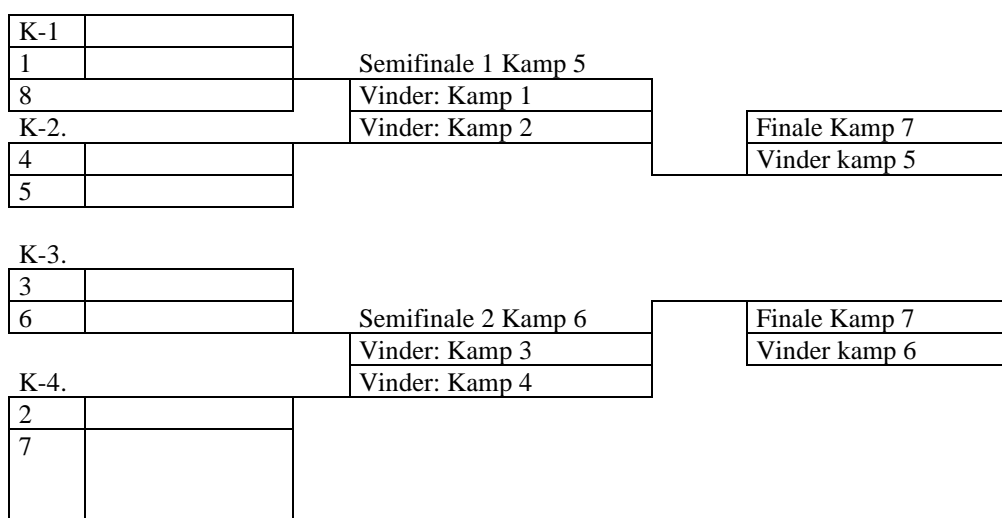 K-1
1 Semifinale 1 Kamp 5
8 Vinder: Kamp 1
K-2. Vinder: Kamp 2 Finale Kamp 7
4 Vinder kamp 5
5
K-3.
3
6 Semifinale 2 Kamp 6 Finale Kamp 7
Vinder: Kamp 3 Vinder kamp 6
K-4. Vinder: Kamp 4
2
7